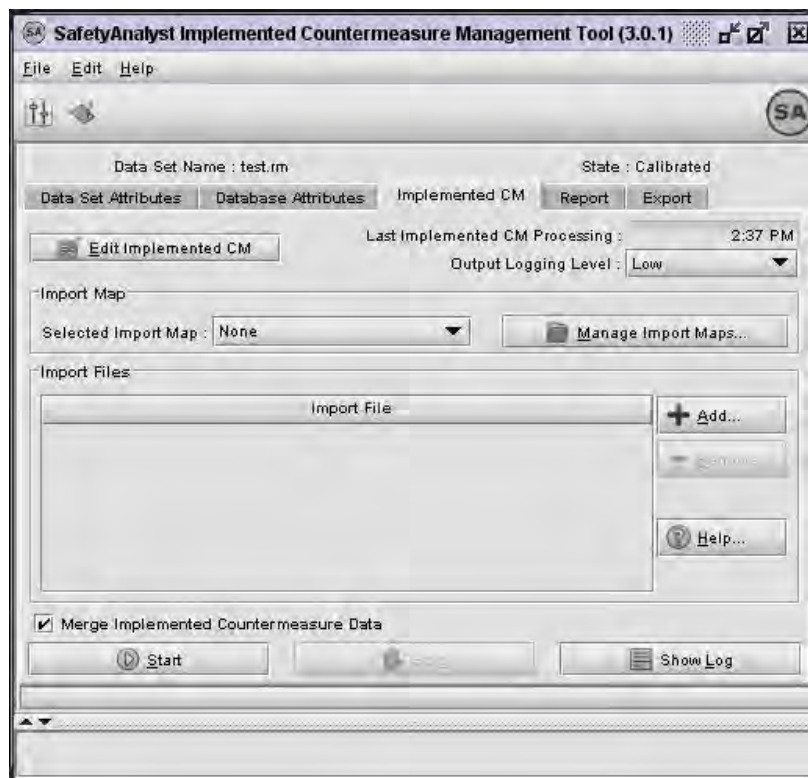 SafetyAnalyst Implemented Countermeasure Management Tool (3.0.1)
File Edit Help
SA
Data Set Name : test.rm State : Calibrated
Data Set Attributes Database Attributes Implemented CM Report Export
Edit Implemented CM
Last Implemented CM Processing : 2:37 PM
Output Logging Level : Low
Import Map
Selected Import Map : None
Manage Import Maps...
Import Files
Import File
Add...
Help...
Merge Implemented Countermeasure Data
Start
Show Log